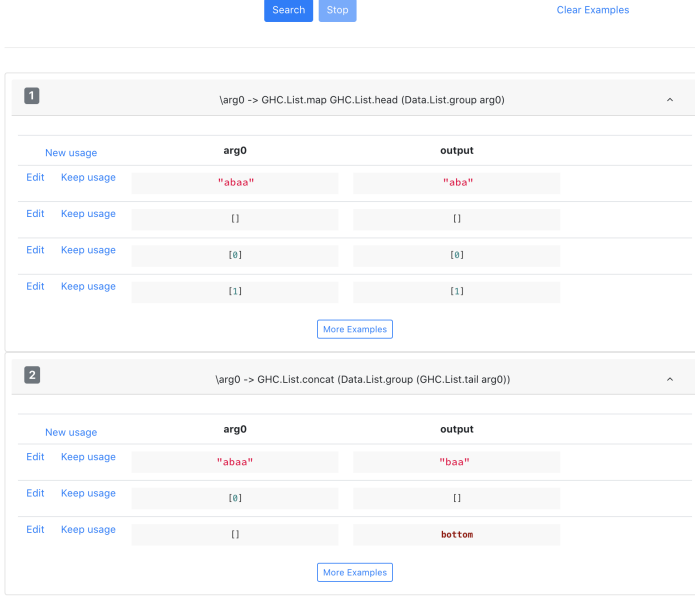 Search Stop Clear Examples
1 \arg0 -> GHC.List.map GHC.List.head (Data.List.group arg0)
New usage arg0 output
Edit Keep usage "abaa" "aba"
Edit Keep usage [] []
Edit Keep usage [0] [0]
Edit Keep usage [1] [1]
More Examples
2 \arg0 -> GHC.List.concat (Data.List.group (GHC.List.tail arg0))
New usage arg0 output
Edit Keep usage "abaa" "baa"
Edit Keep usage [0] []
Edit Keep usage [] bottom
More Examples